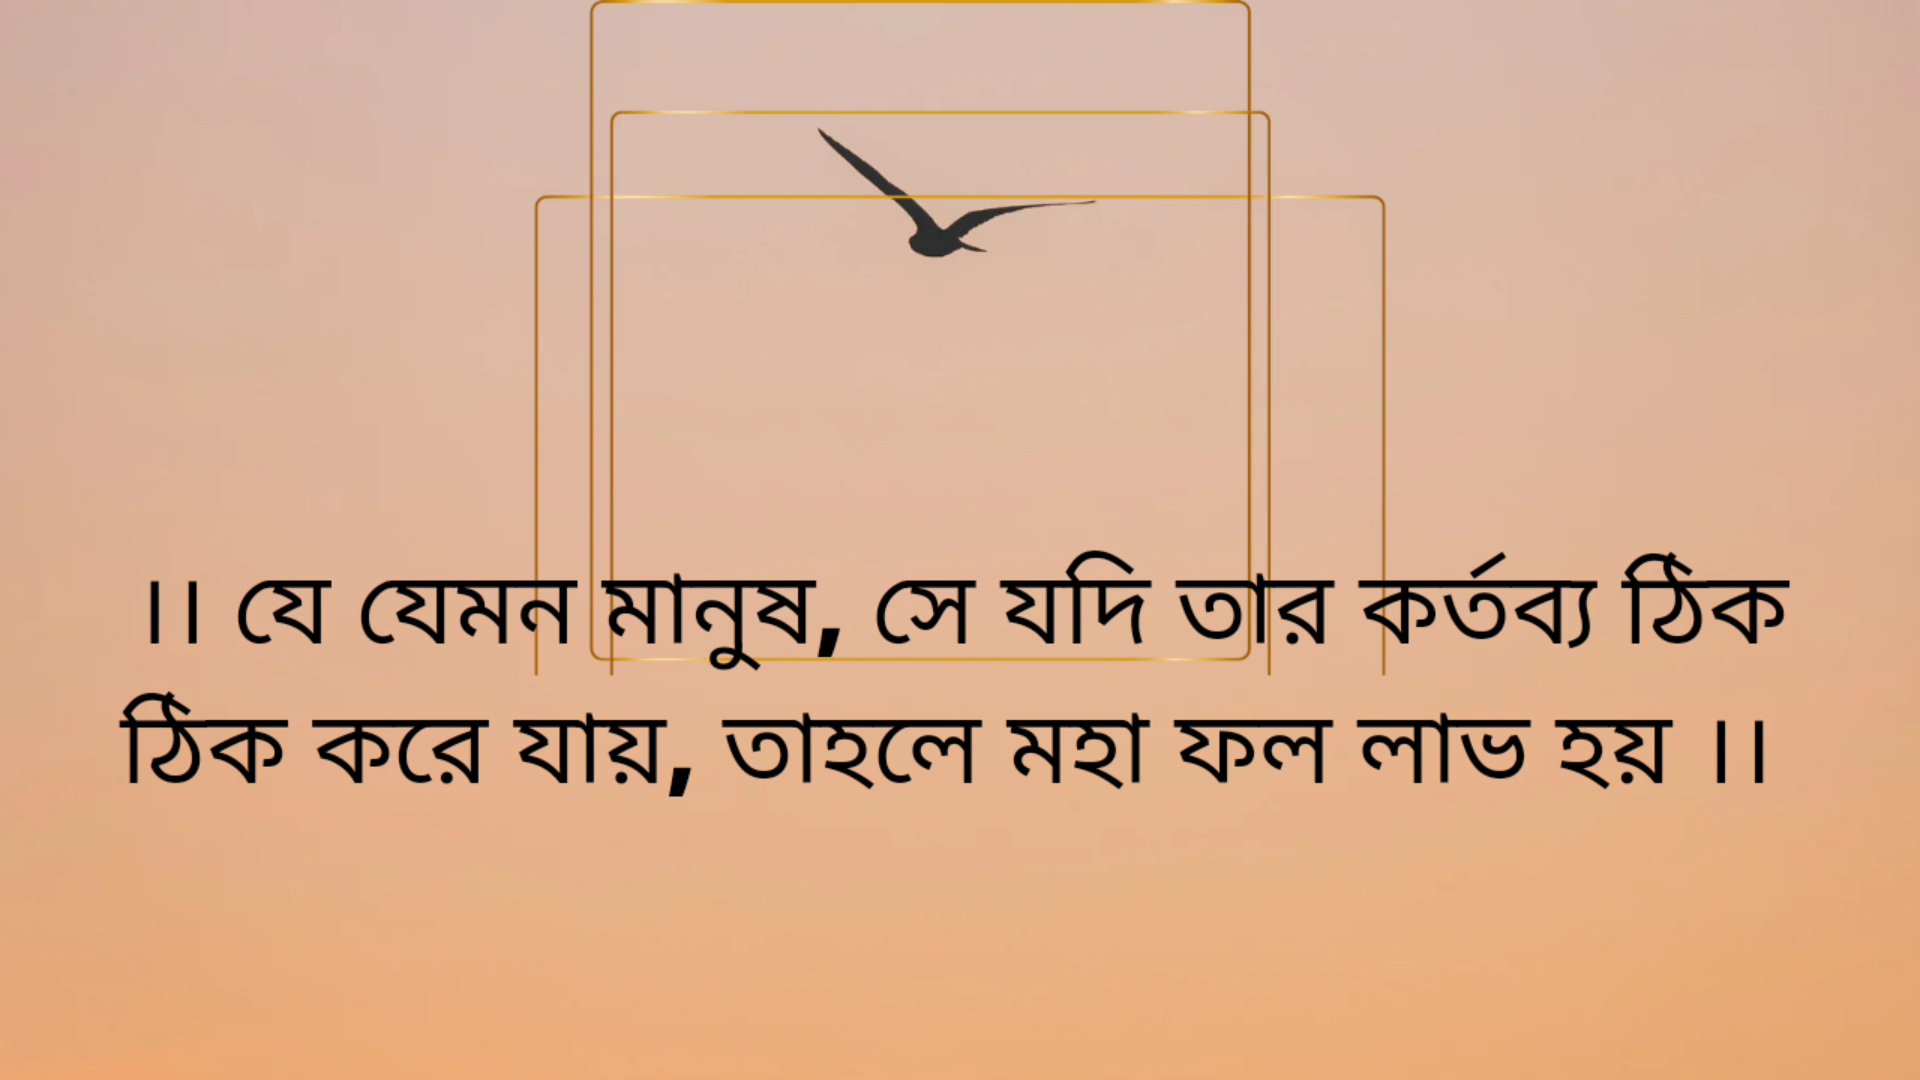 ।। যে যেমন মানুষ, সে যদি তার কর্তব্য ঠিক
ঠিক করে যায়, তাহলে মহা ফল লাভ হয় ।।